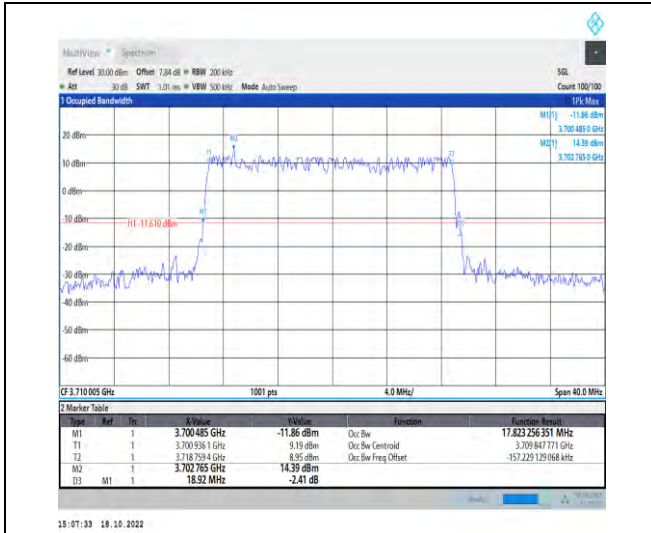 MultiView Spectrum
Ref Level 30.00 dBm Offset 7.84 dB RBW 200 kHz SGL
Att 30 dB SWT 1.01 ms VBW 500 kHz Mode Auto Sweep Count 100/100
1 Occupied Bandwidth 1Pk Max
M1[1] -11.86 dBm
3.700 485 0 GHz
M2[1] 14.39 dBm
3.702 765 0 GHz
20 dBm
M2
T1 T2
10 dBm
0 dBm
M1
-10 dBm
H1 -11.610 dBm
D3
-20 dBm
-30 dBm
-40 dBm
-50 dBm
-60 dBm
CF 3.710 005 GHz 1001 pts 4.0 MHz/ Span 40.0 MHz
2 Marker Table
Type Ref Trc X-Value Y-Value Function Function Result
M1 1 3.700 485 GHz -11.86 dBm Occ Bw 17.823 256 351 MHz
T1 1 3.700 936 1 GHz 9.19 dBm Occ Bw Centroid 3.709 847 771 GHz
T2 1 3.718 759 4 GHz 8.95 dBm Occ Bw Freq Offset -157.229 129 068 kHz
M2 1 3.702 765 GHz 14.39 dBm
D3 M1 1 18.92 MHz -2.41 dB
15:07:33 18.10.2022